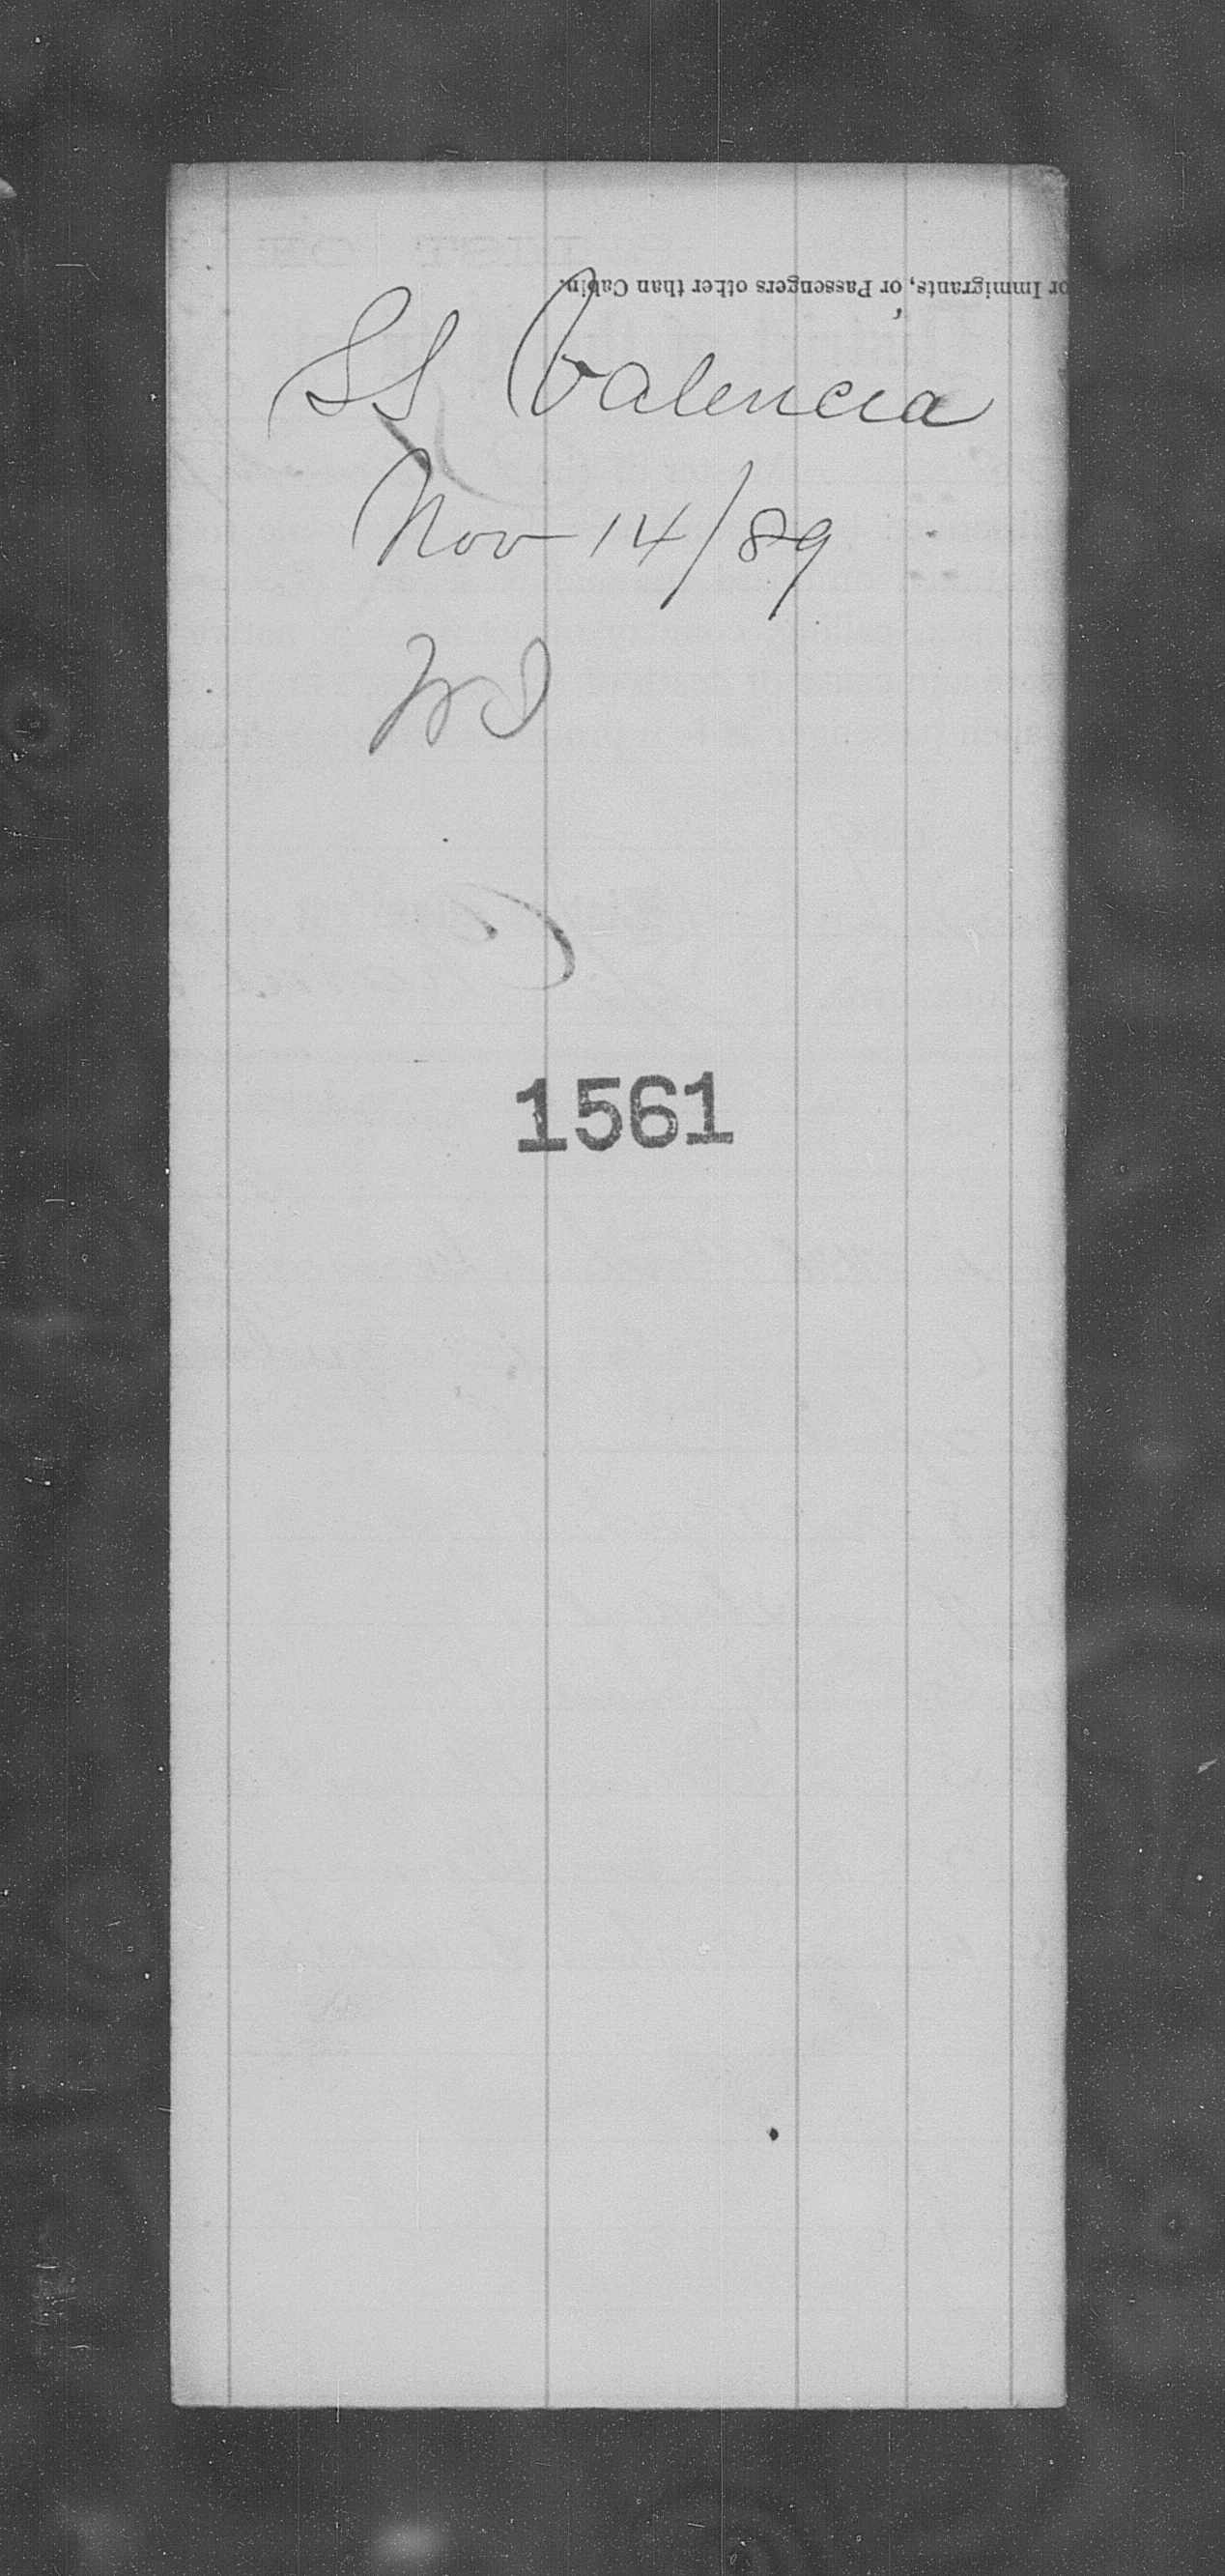 or Immigrants, or Passengers other than Cabin.
SS Valencia
Nov 14/89
1561